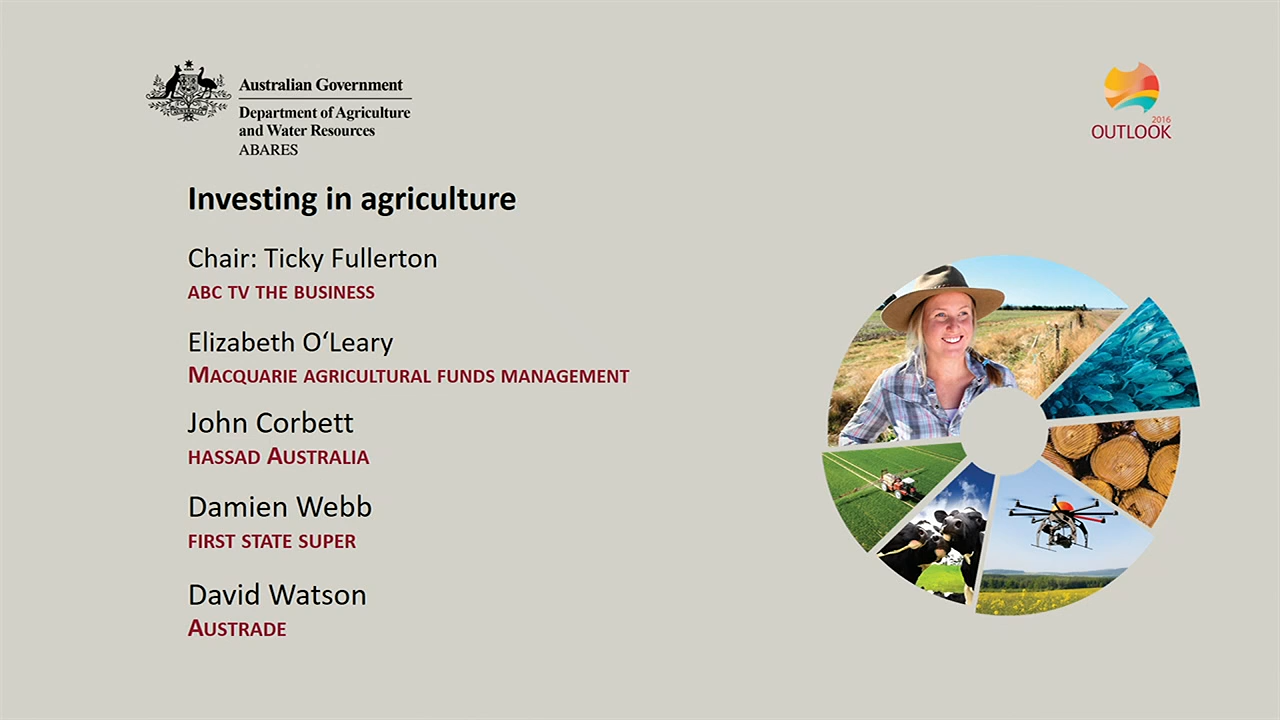 Australian Government
Department of Agriculture
and Water Resources
ABARES
2016
OUTLOOK
Investing in agriculture
Chair: Ticky Fullerton
ABC TV THE BUSINESS
Elizabeth O‘Leary
MACQUARIE AGRICULTURAL FUNDS MANAGEMENT
John Corbett
HASSAD AUSTRALIA
Damien Webb
FIRST STATE SUPER
David Watson
AUSTRADE